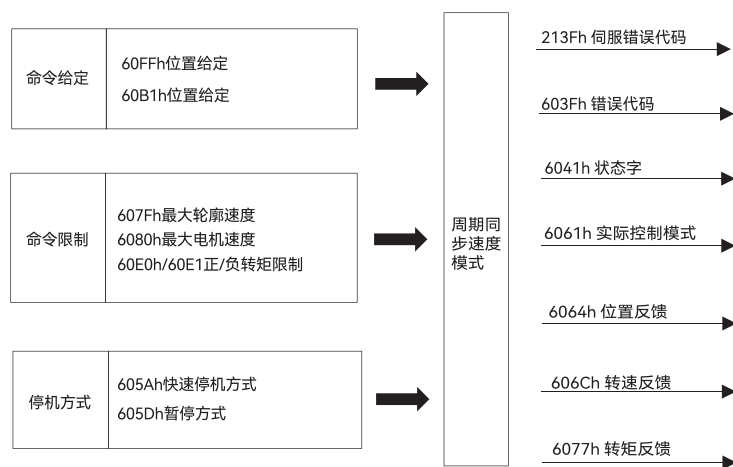 命令给定
60FFh位置给定
60B1h位置给定
命令限制
607Fh最大轮廓速度
6080h最大电机速度
60E0h/60E1正/负转矩限制
停机方式
605Ah快速停机方式
605Dh暂停方式
周期同
步速度
模式
213Fh 伺服错误代码
603Fh 错误代码
6041h 状态字
6061h 实际控制模式
6064h 位置反馈
606Ch 转速反馈
6077h 转矩反馈